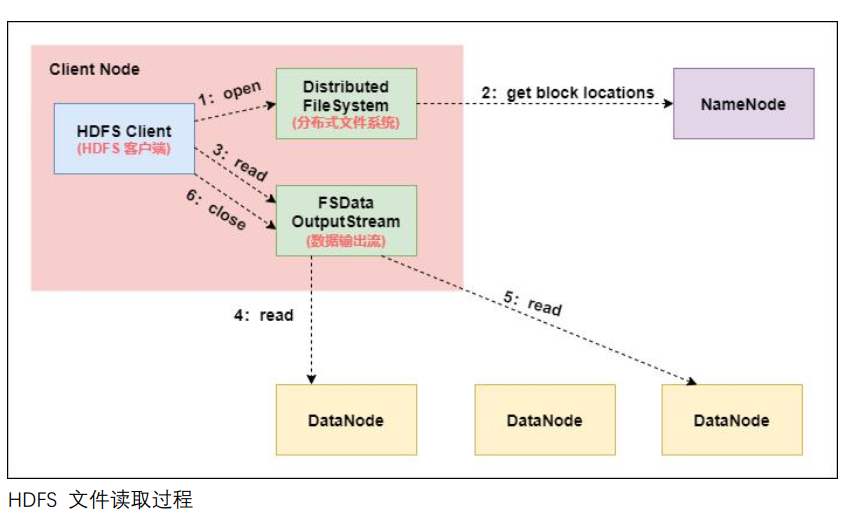 Client Node
HDFS Client
(HDFS 客户端)
1: open
Distributed
FileSystem
(分布式文件系统)
2: get block locations
NameNode
3: read
6: close
FSData
OutputStream
(数据输出流)
4: read
5: read
DataNode
DataNode
DataNode
HDFS 文件读取过程